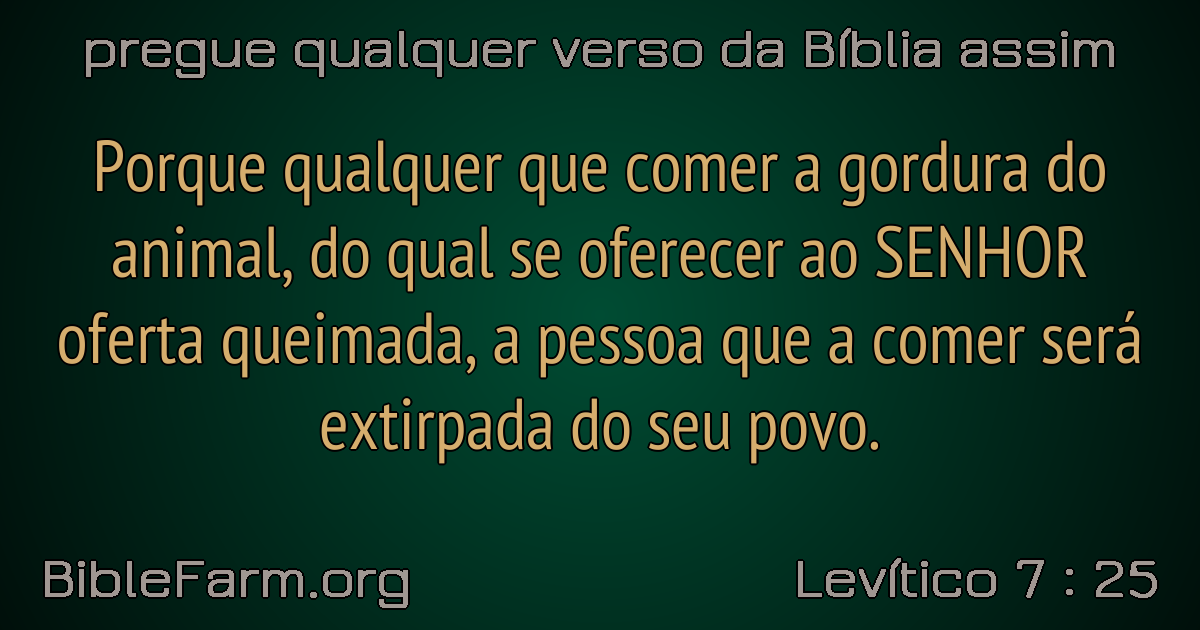 pregue qualquer verso da Bíblia assim
Porque qualquer que comer a gordura do
animal, do qual se oferecer ao SENHOR
oferta queimada, a pessoa que a comer será
extirpada do seu povo.
BibleFarm.org
Levítico 7 : 25